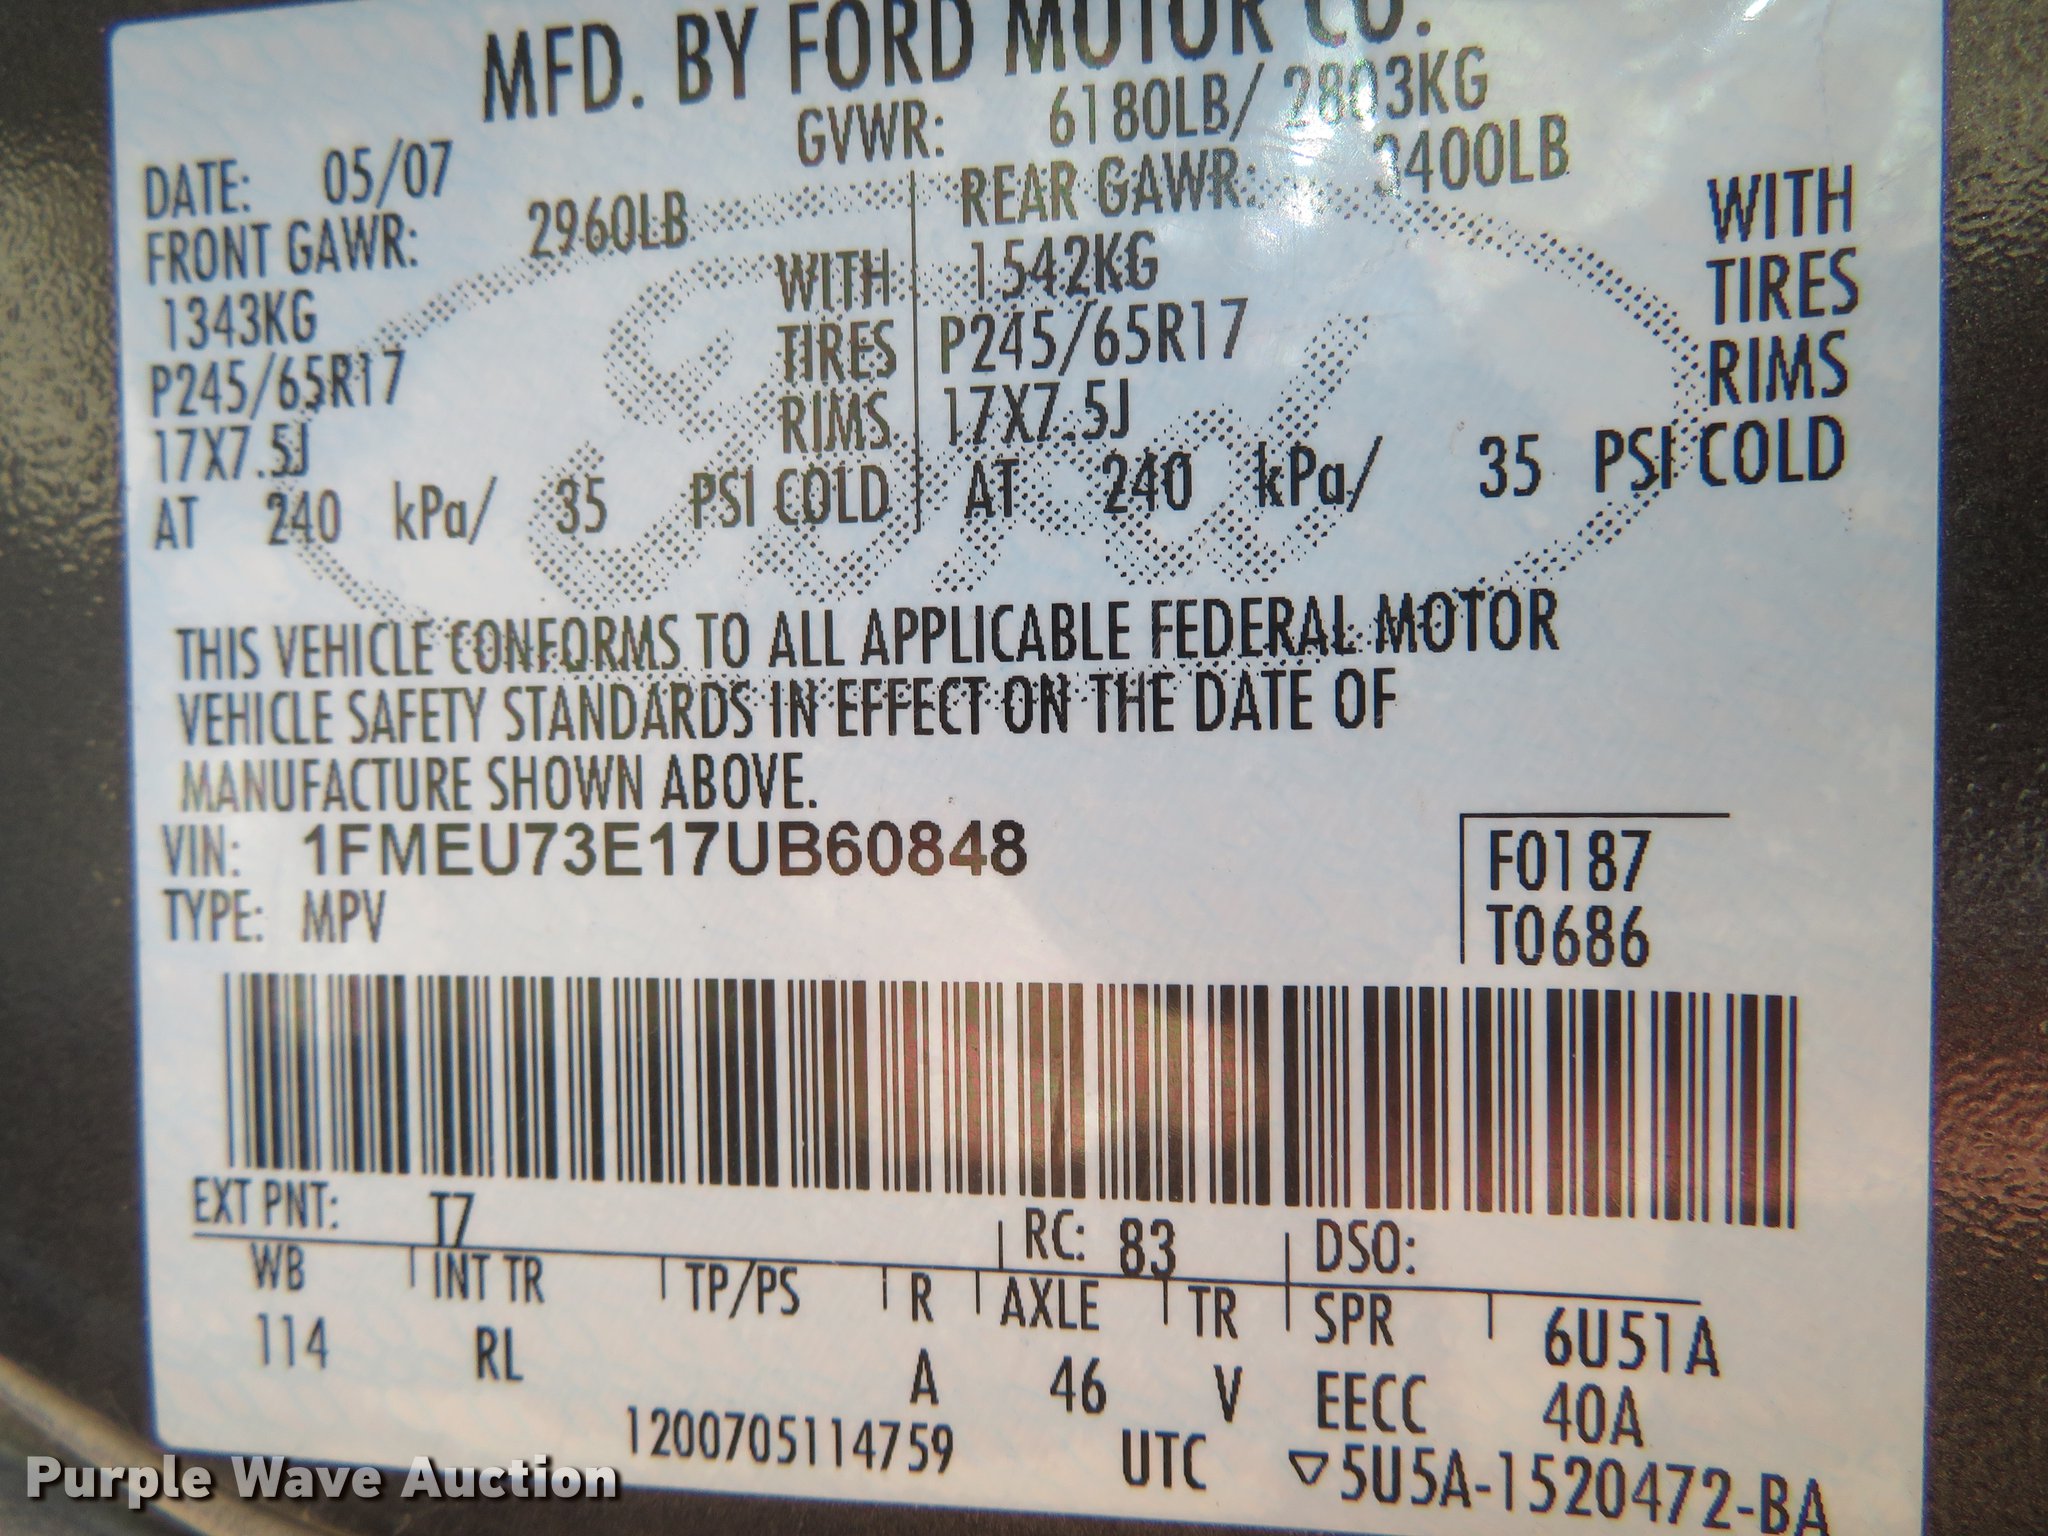 MFD. BY FORD MOTOR CO.
DATE: 05/07 GVWR: 6180LB/ 2803KG
FRONT GAWR: 2960LB REAR GAWR: 3400LB
1343KG WITH 1542KG WITH
P245/65R17 TIRES P245/65R17 TIRES
17X7.5J RIMS 17X7.5J RIMS
AT 240 kPa/ 35 PSI COLD AT 240 kPa/ 35 PSI COLD
Ford
THIS VEHICLE CONFORMS TO ALL APPLICABLE FEDERAL MOTOR
VEHICLE SAFETY STANDARDS IN EFFECT ON THE DATE OF
MANUFACTURE SHOWN ABOVE.
VIN: 1FMEU73E17UB60848 F0187
TYPE: MPV T0686
EXT PNT: T7 RC: 83 DSO:
WB INT TR TP/PS R AXLE TR SPR 6U51A
114 RL A 46 V EECC 40A
1200705114759 UTC ▽5U5A-1520472-BA
Purple Wave Auction